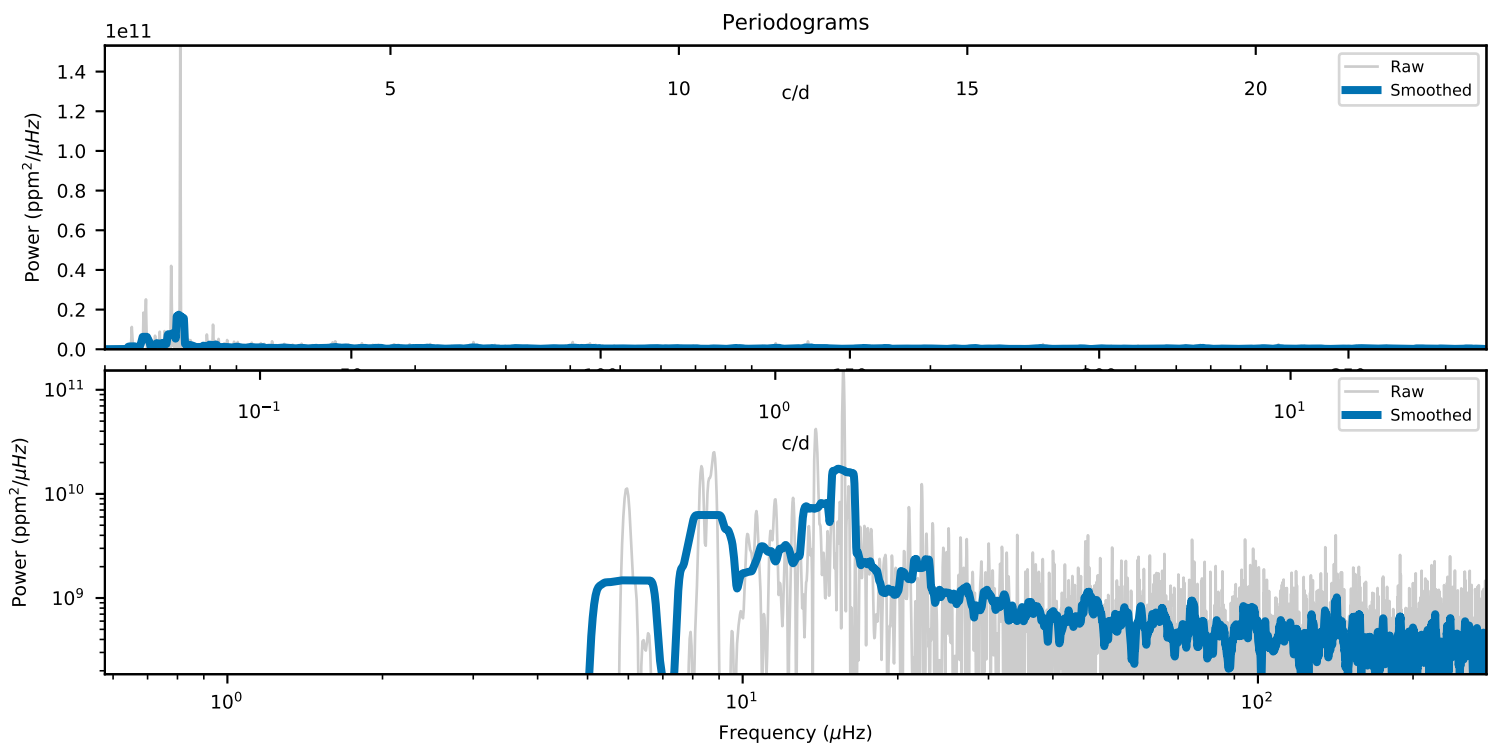 Periodograms
1e11
5 10 15 20
c/d
Raw
Smoothed
1.4
1.2
1.0
0.8
0.6
0.4
0.2
0.0
Power (ppm²/μHz)
10⁻¹ 10⁰ 10¹
c/d
Raw
Smoothed
10¹¹
10¹⁰
10⁹
Power (ppm²/μHz)
10⁰ 10¹ 10²
Frequency (μHz)